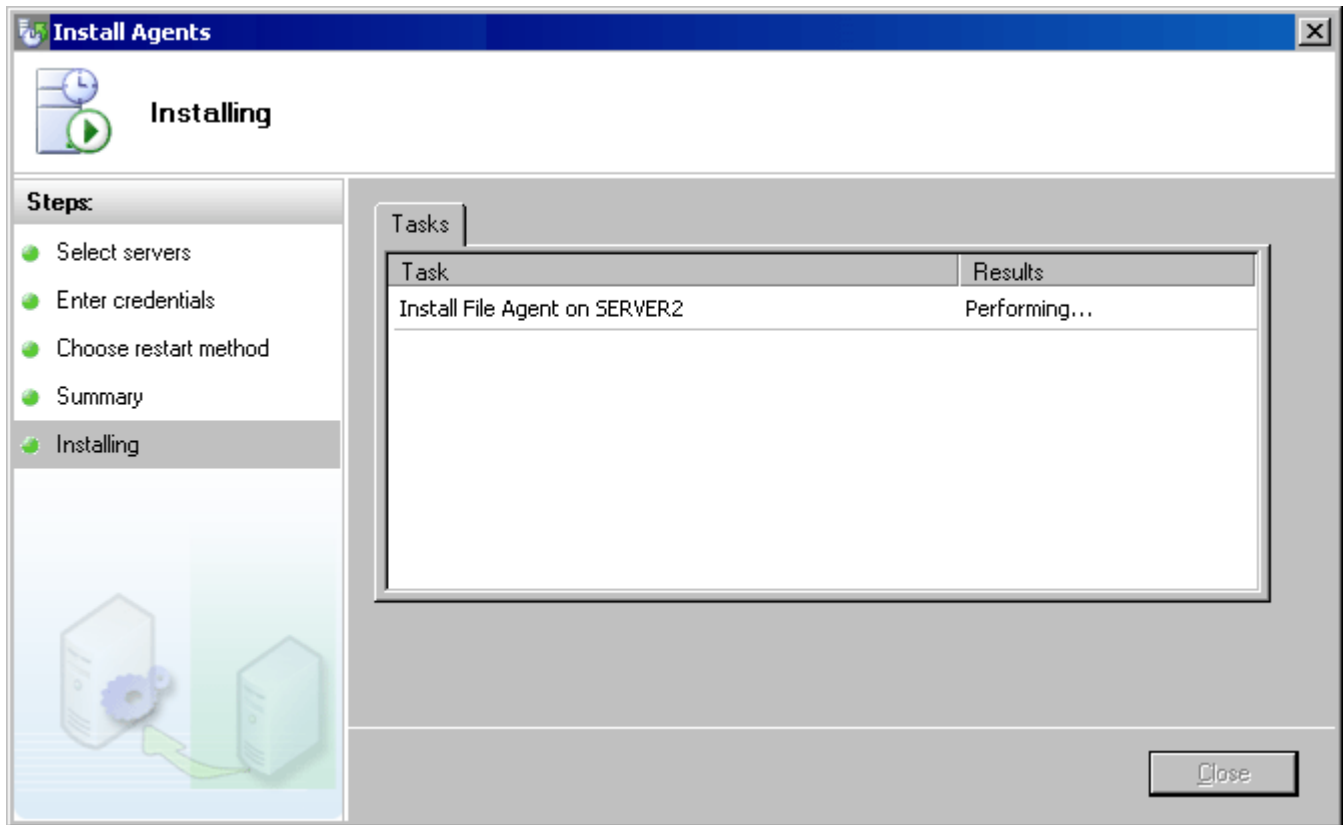 Install Agents
Installing
Steps:
Select servers
Enter credentials
Choose restart method
Summary
Installing
Tasks
Task Results
Install File Agent on SERVER2 Performing...
Close